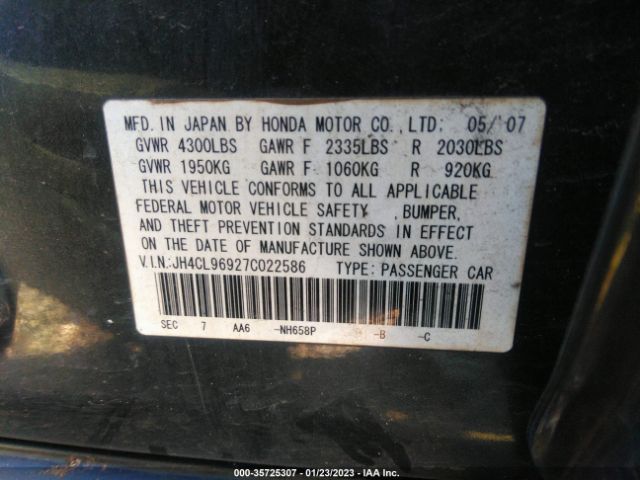 MFD. IN JAPAN BY HONDA MOTOR CO.,LTD: 05/'07
GVWR 4300LBS GAWR F 2335LBS R 2030LBS
GVWR 1950KG GAWR F 1060KG R 920KG
THIS VEHICLE CONFORMS TO ALL APPLICABLE
FEDERAL MOTOR VEHICLE SAFETY , BUMPER,
AND THEFT PREVENTION STANDARDS IN EFFECT
ON THE DATE OF MANUFACTURE SHOWN ABOVE.
V.I.N:JH4CL96927C022586 TYPE: PASSENGER CAR
SEC 7 AA6 -NH658P -B -C
000-35725307 - 01/23/2023 - IAA Inc.